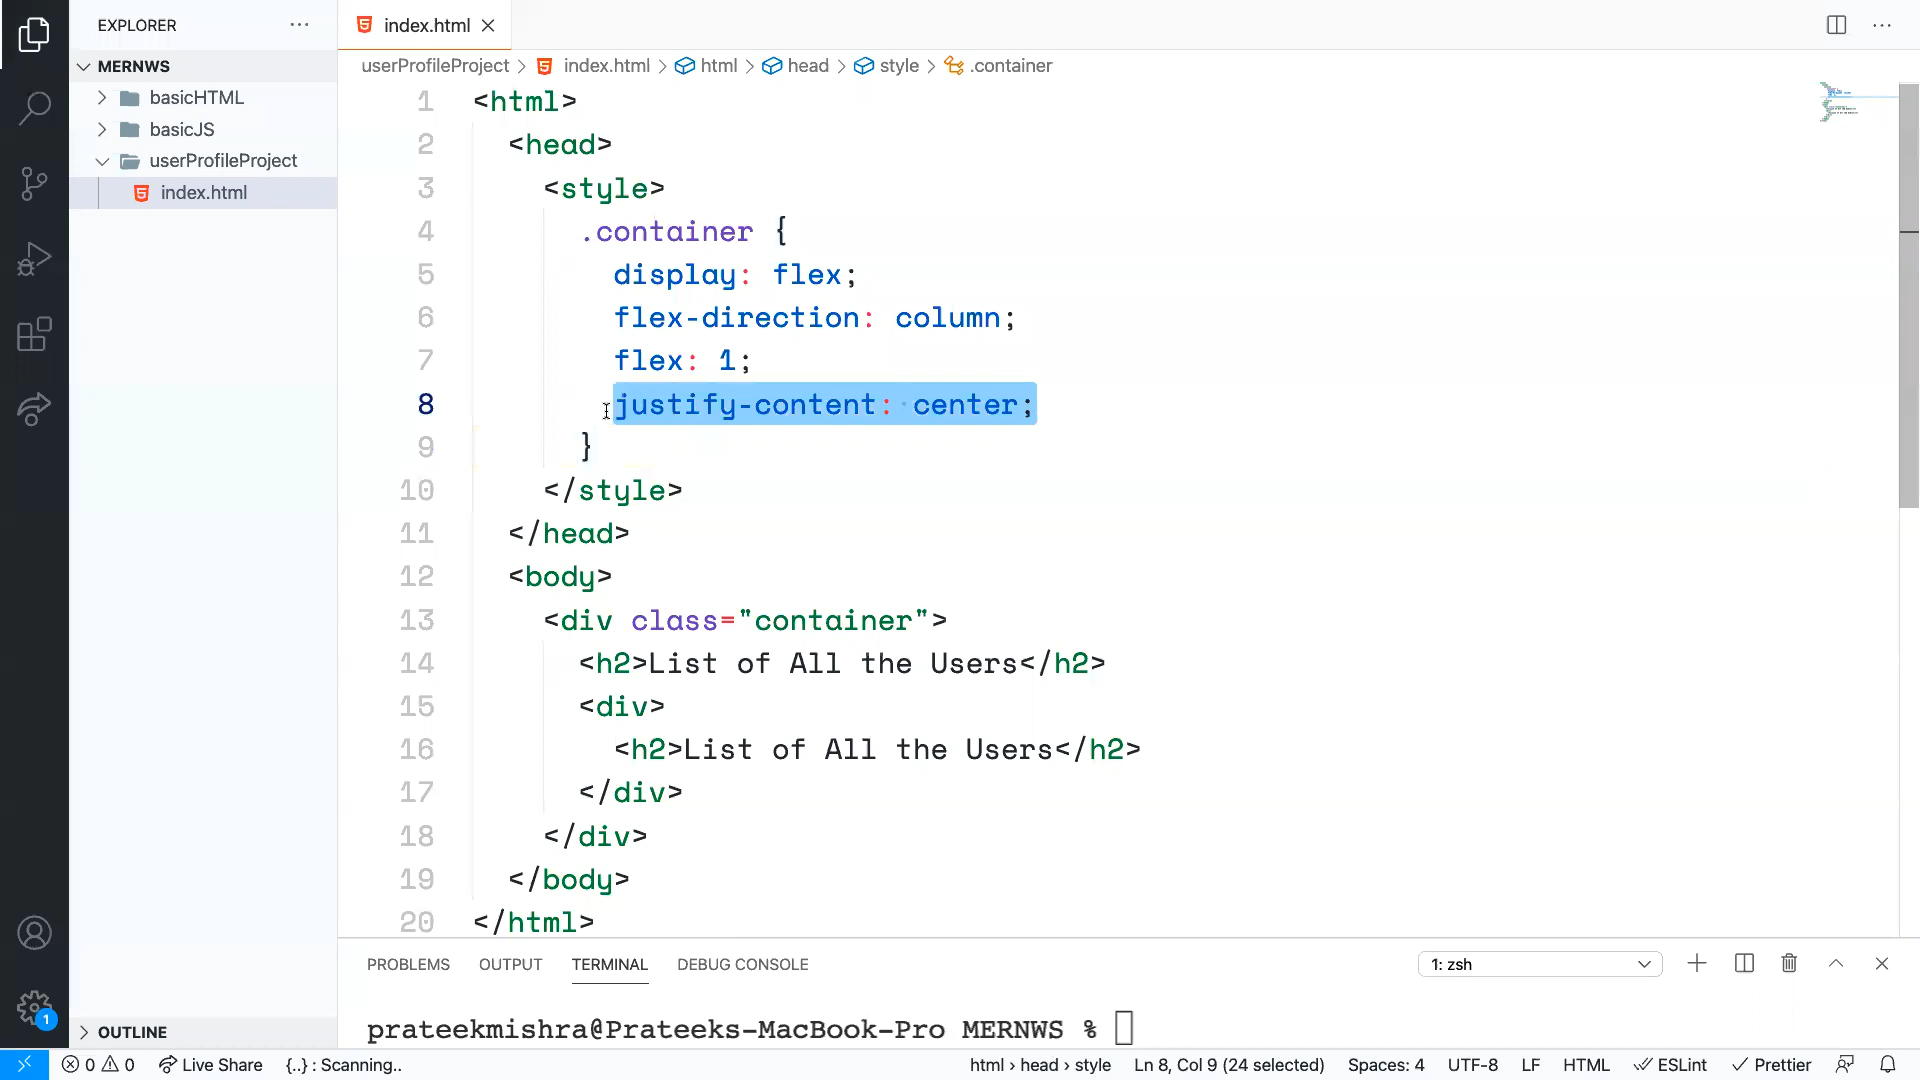 EXPLORER
MERNWS
basicHTML
basicJS
userProfileProject
index.html
OUTLINE
index.html
userProfileProject > index.html > html > head > style > .container
1 <html>
2 <head>
3 <style>
4 .container {
5 display: flex;
6 flex-direction: column;
7 flex: 1;
8 justify-content: center;
9 }
10 </style>
11 </head>
12 <body>
13 <div class="container">
14 <h2>List of All the Users</h2>
15 <div>
16 <h2>List of All the Users</h2>
17 </div>
18 </div>
19 </body>
20 </html>
PROBLEMS OUTPUT TERMINAL DEBUG CONSOLE 1: zsh
prateekmishra@Prateeks-MacBook-Pro MERNWS %
1
0 0 Live Share {..} : Scanning.. html › head › style Ln 8, Col 9 (24 selected) Spaces: 4 UTF-8 LF HTML ESLint Prettier